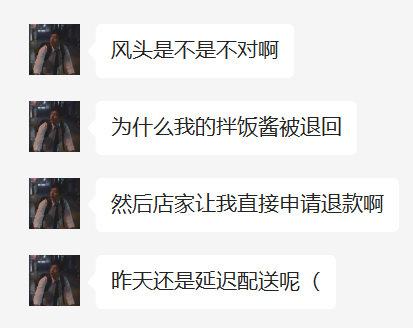 风头是不是不对啊
为什么我的拌饭酱被退回
然后店家让我直接申请退款啊
昨天还是延迟配送呢（